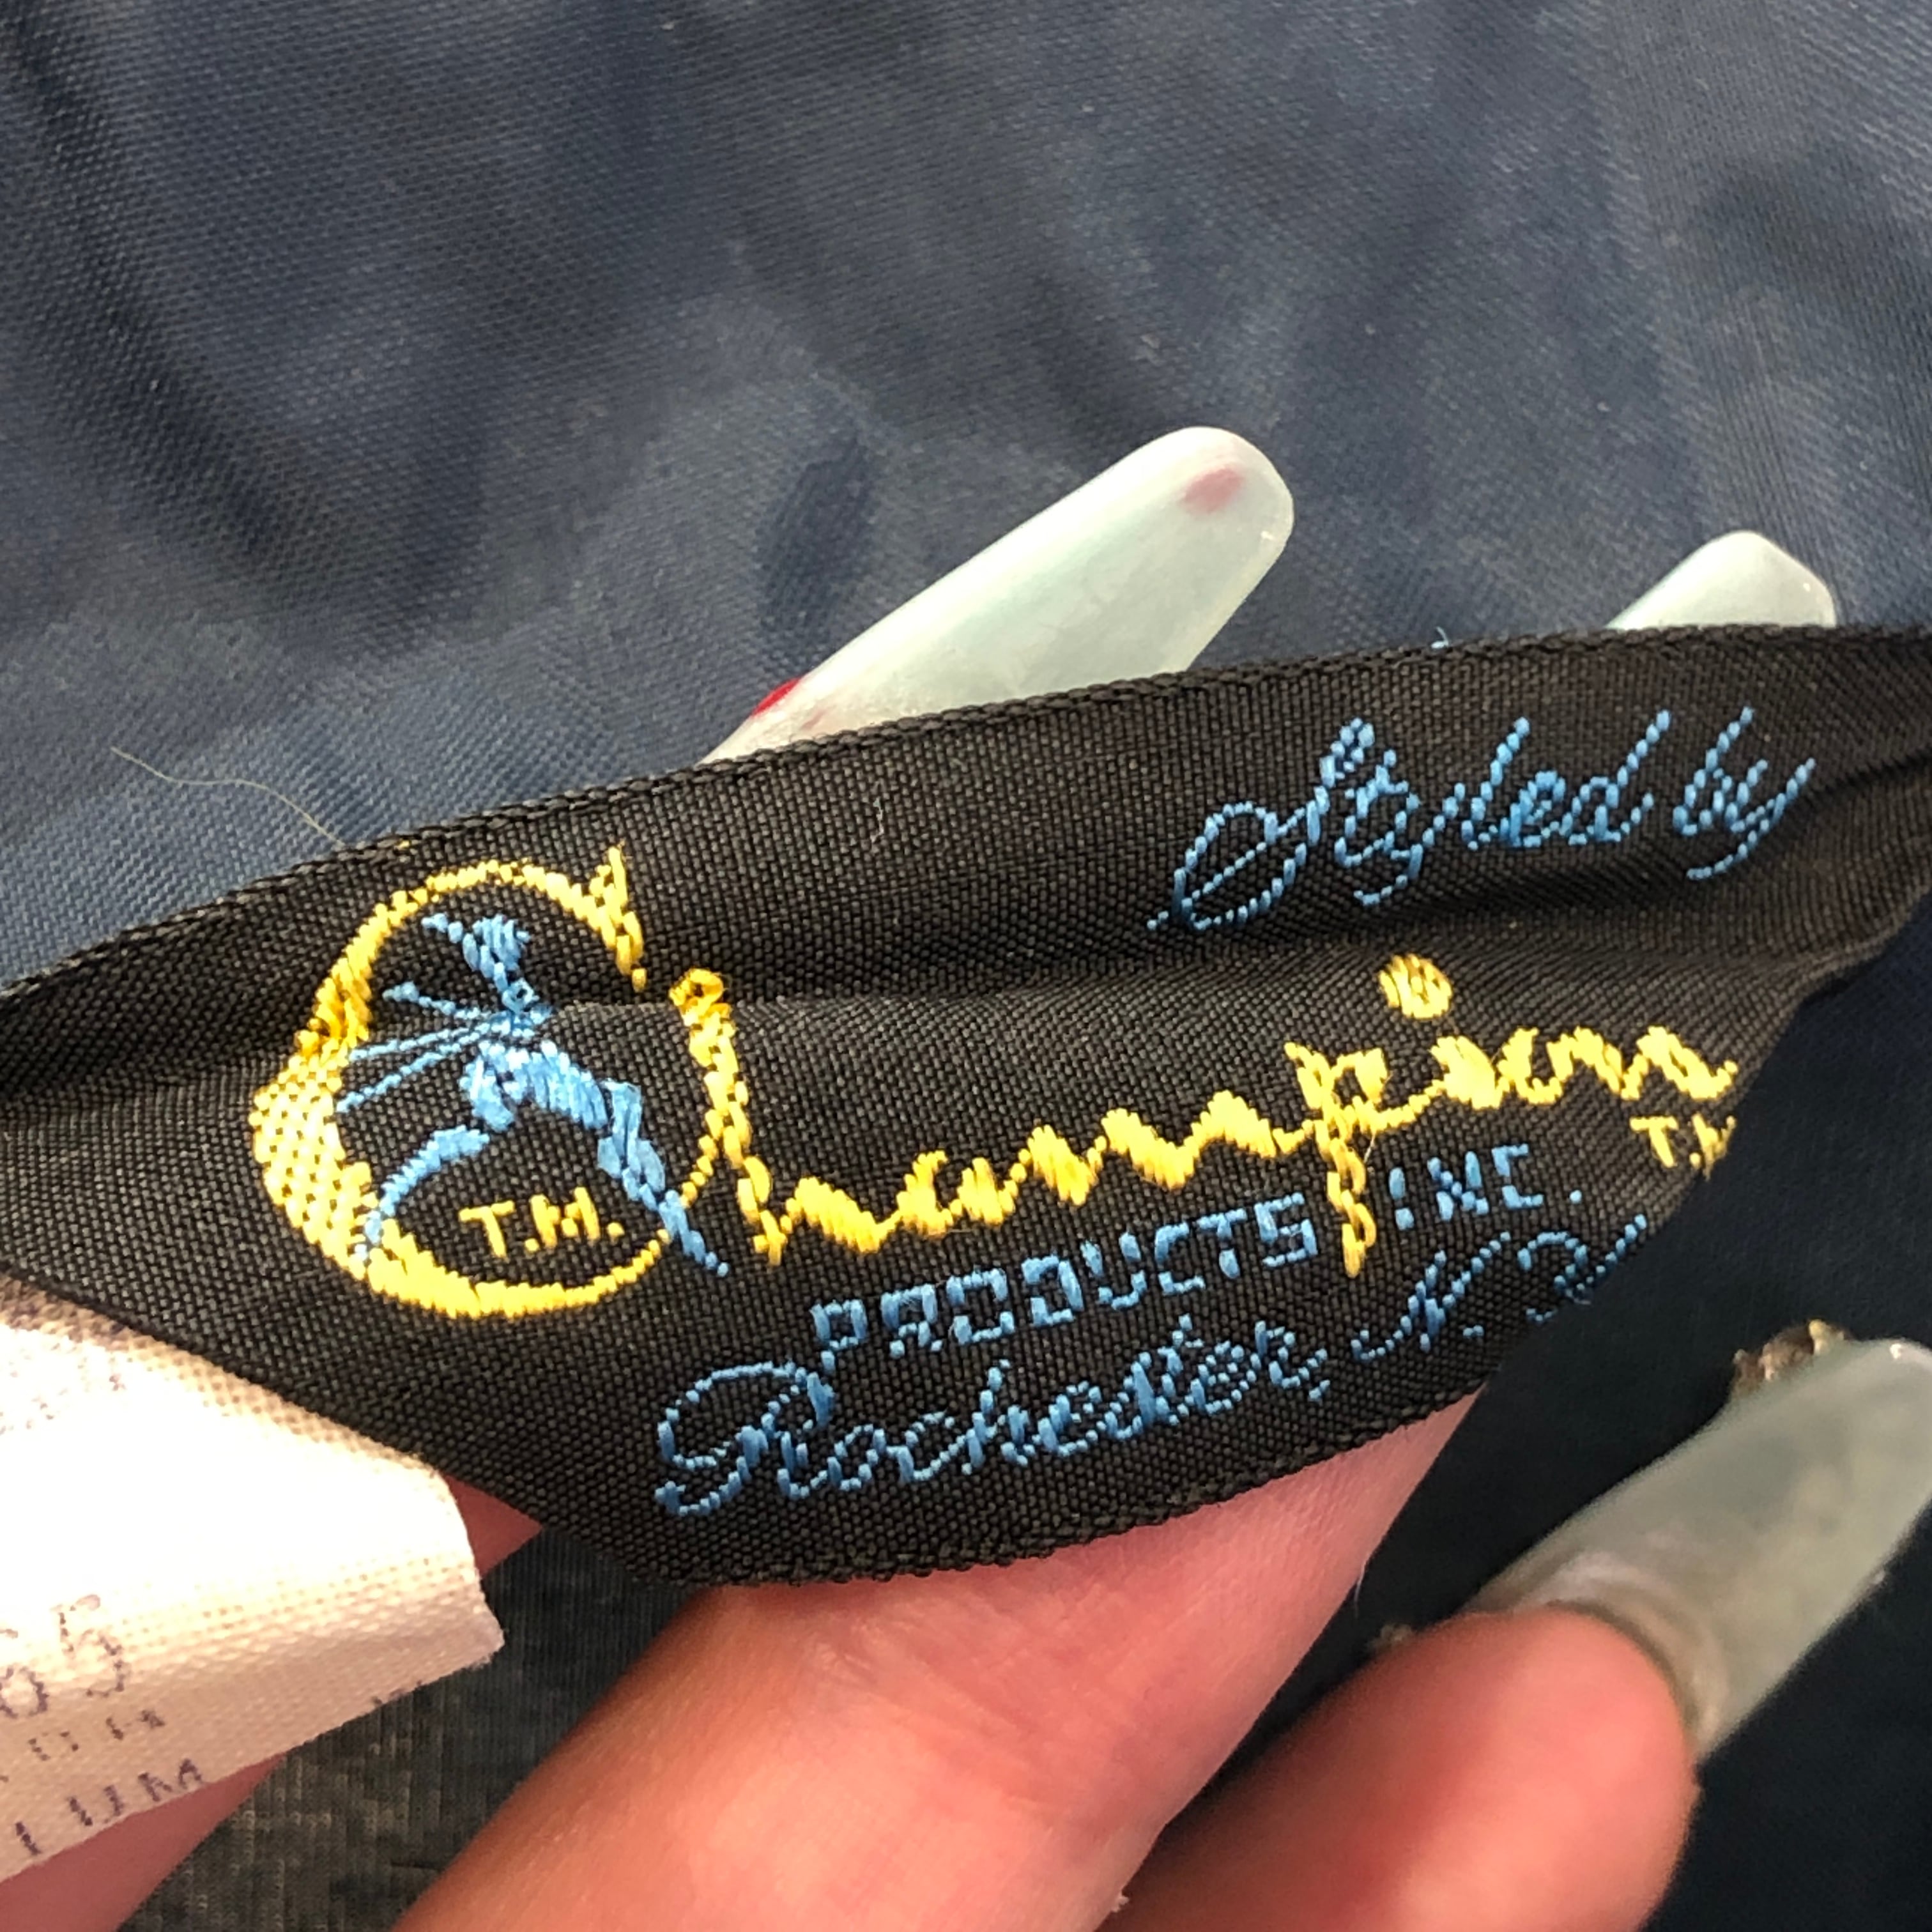 Styled by
Champion
T.M.
T.M.
PRODUCTS INC.
Rochester, N.Y.